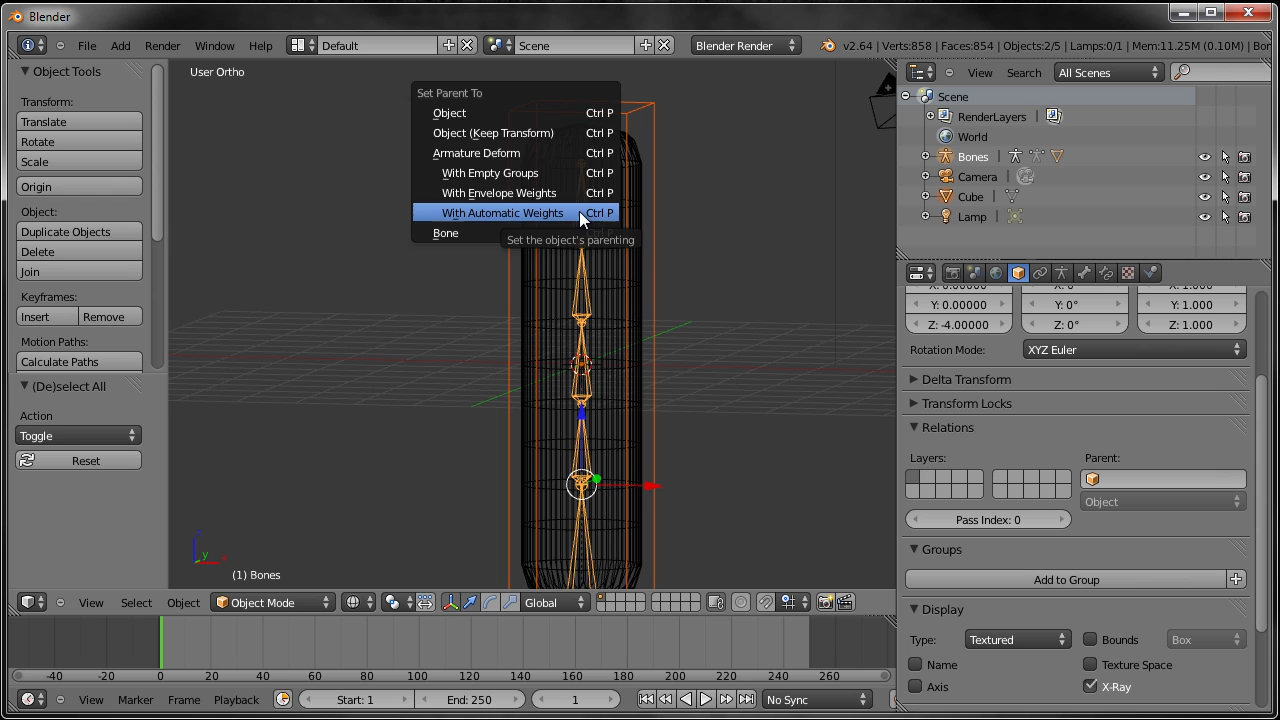 Blender
File Add Render Window Help Default Scene Blender Render v2.64 | Verts:858 | Faces:854 | Objects:2/5 | Lamps:0/1 | Mem:11.25M (0.10M) | Bon
Object Tools
Transform:
Translate
Rotate
Scale
Origin
Object:
Duplicate Objects
Delete
Join
Keyframes:
Insert Remove
Motion Paths:
Calculate Paths
(De)select All
Action
Toggle
Reset
User Ortho
Set Parent To
Object Ctrl P
Object (Keep Transform) Ctrl P
Armature Deform Ctrl P
With Empty Groups Ctrl P
With Envelope Weights Ctrl P
With Automatic Weights Ctrl P
Bone
Set the object's parenting
z
y
(1) Bones
View Select Object Object Mode Global
-40 -20 0 20 40 60 80 100 120 140 160 180 200 220 240 260
View Marker Frame Playback Start: 1 End: 250 1 No Sync
View Search All Scenes
Scene
RenderLayers
World
Bones
Camera
Cube
Lamp
X: 0.00000 X: 0° X: 1.000
Y: 0.00000 Y: 0° Y: 1.000
Z: -4.00000 Z: 0° Z: 1.000
Rotation Mode: XYZ Euler
Delta Transform
Transform Locks
Relations
Layers: Parent:
Object
Pass Index: 0
Groups
Add to Group
Display
Type: Textured Bounds Box
Name Texture Space
Axis X-Ray